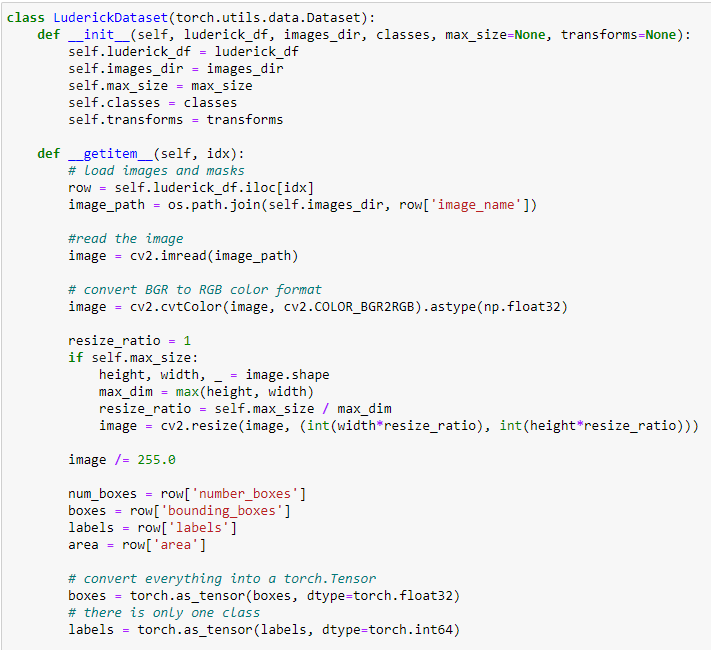 class LuderickDataset(torch.utils.data.Dataset):
    def __init__(self, luderick_df, images_dir, classes, max_size=None, transforms=None):
        self.luderick_df = luderick_df
        self.images_dir = images_dir
        self.max_size = max_size
        self.classes = classes
        self.transforms = transforms

    def __getitem__(self, idx):
        # load images and masks
        row = self.luderick_df.iloc[idx]
        image_path = os.path.join(self.images_dir, row['image_name'])

        #read the image
        image = cv2.imread(image_path)

        # convert BGR to RGB color format
        image = cv2.cvtColor(image, cv2.COLOR_BGR2RGB).astype(np.float32)

        resize_ratio = 1
        if self.max_size:
            height, width, _ = image.shape
            max_dim = max(height, width)
            resize_ratio = self.max_size / max_dim
            image = cv2.resize(image, (int(width*resize_ratio), int(height*resize_ratio)))

        image /= 255.0

        num_boxes = row['number_boxes']
        boxes = row['bounding_boxes']
        labels = row['labels']
        area = row['area']

        # convert everything into a torch.Tensor
        boxes = torch.as_tensor(boxes, dtype=torch.float32)
        # there is only one class
        labels = torch.as_tensor(labels, dtype=torch.int64)